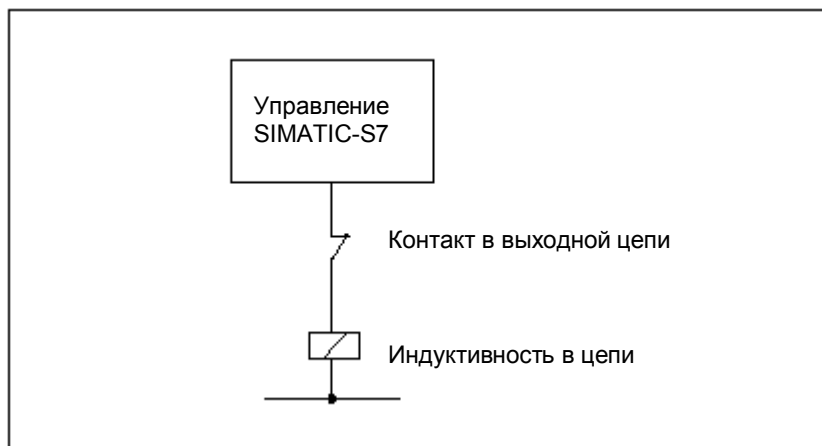 Управление
SIMATIC-S7
Контакт в выходной цепи
Индуктивность в цепи